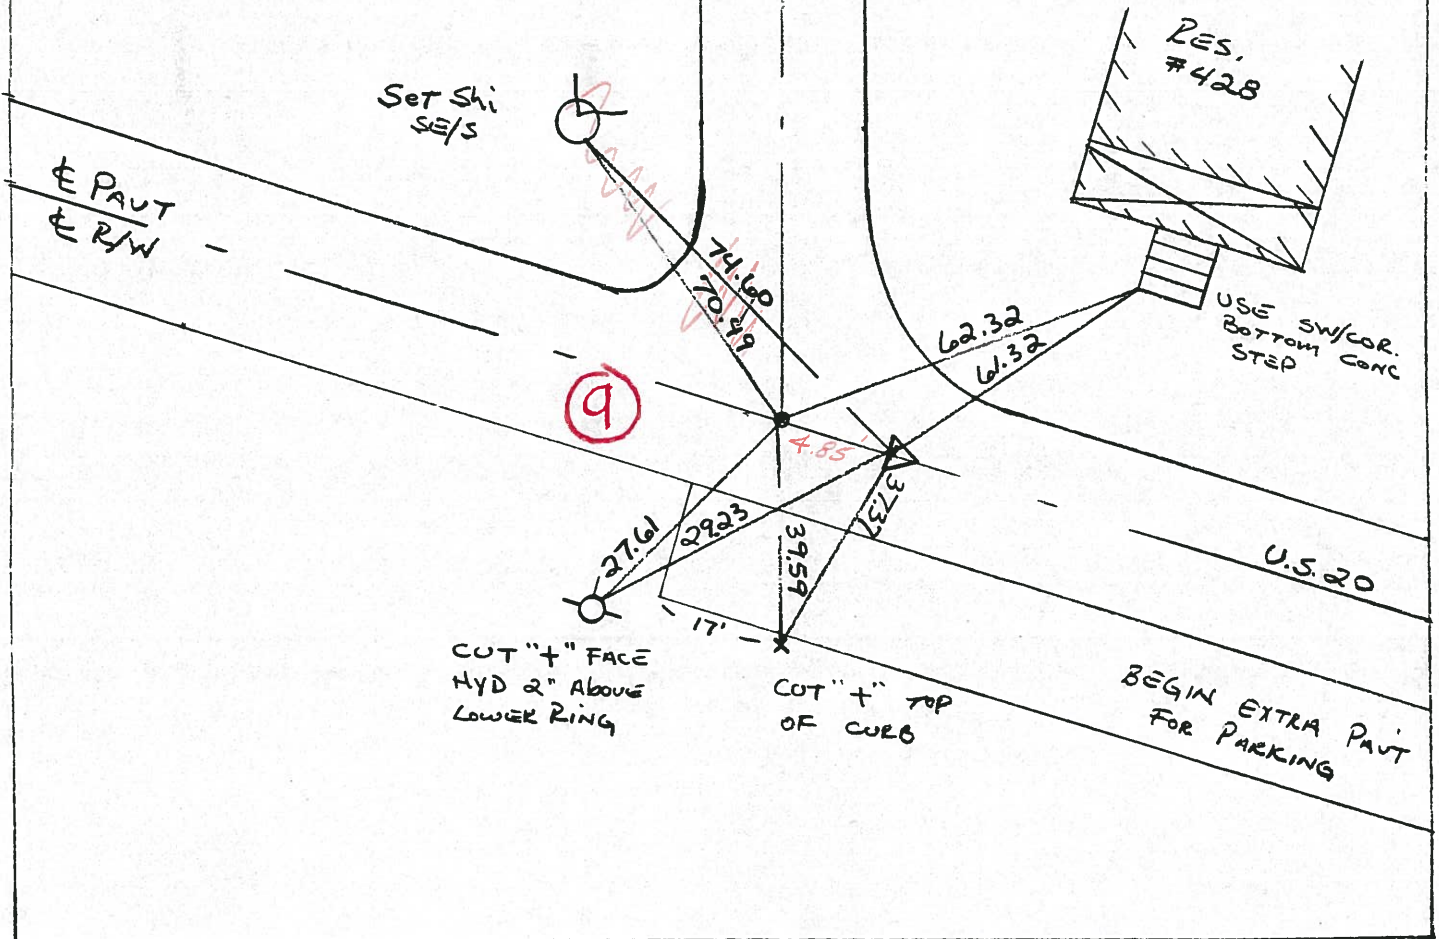 RES.
#428
Set Shi
SE/S
℄ PAVT
℄ R/W
74.60
70.99
62.32
61.32
USE SW/COR.
BOTTOM CONC
STEP
9
4.85'
37.37
27.61
29.23
39.59
U.S. 20
17'
CUT "+" FACE
HYD 2" ABOVE
LOWER RING
CUT "+" TOP
OF CURB
BEGIN EXTRA PAVT
FOR PARKING